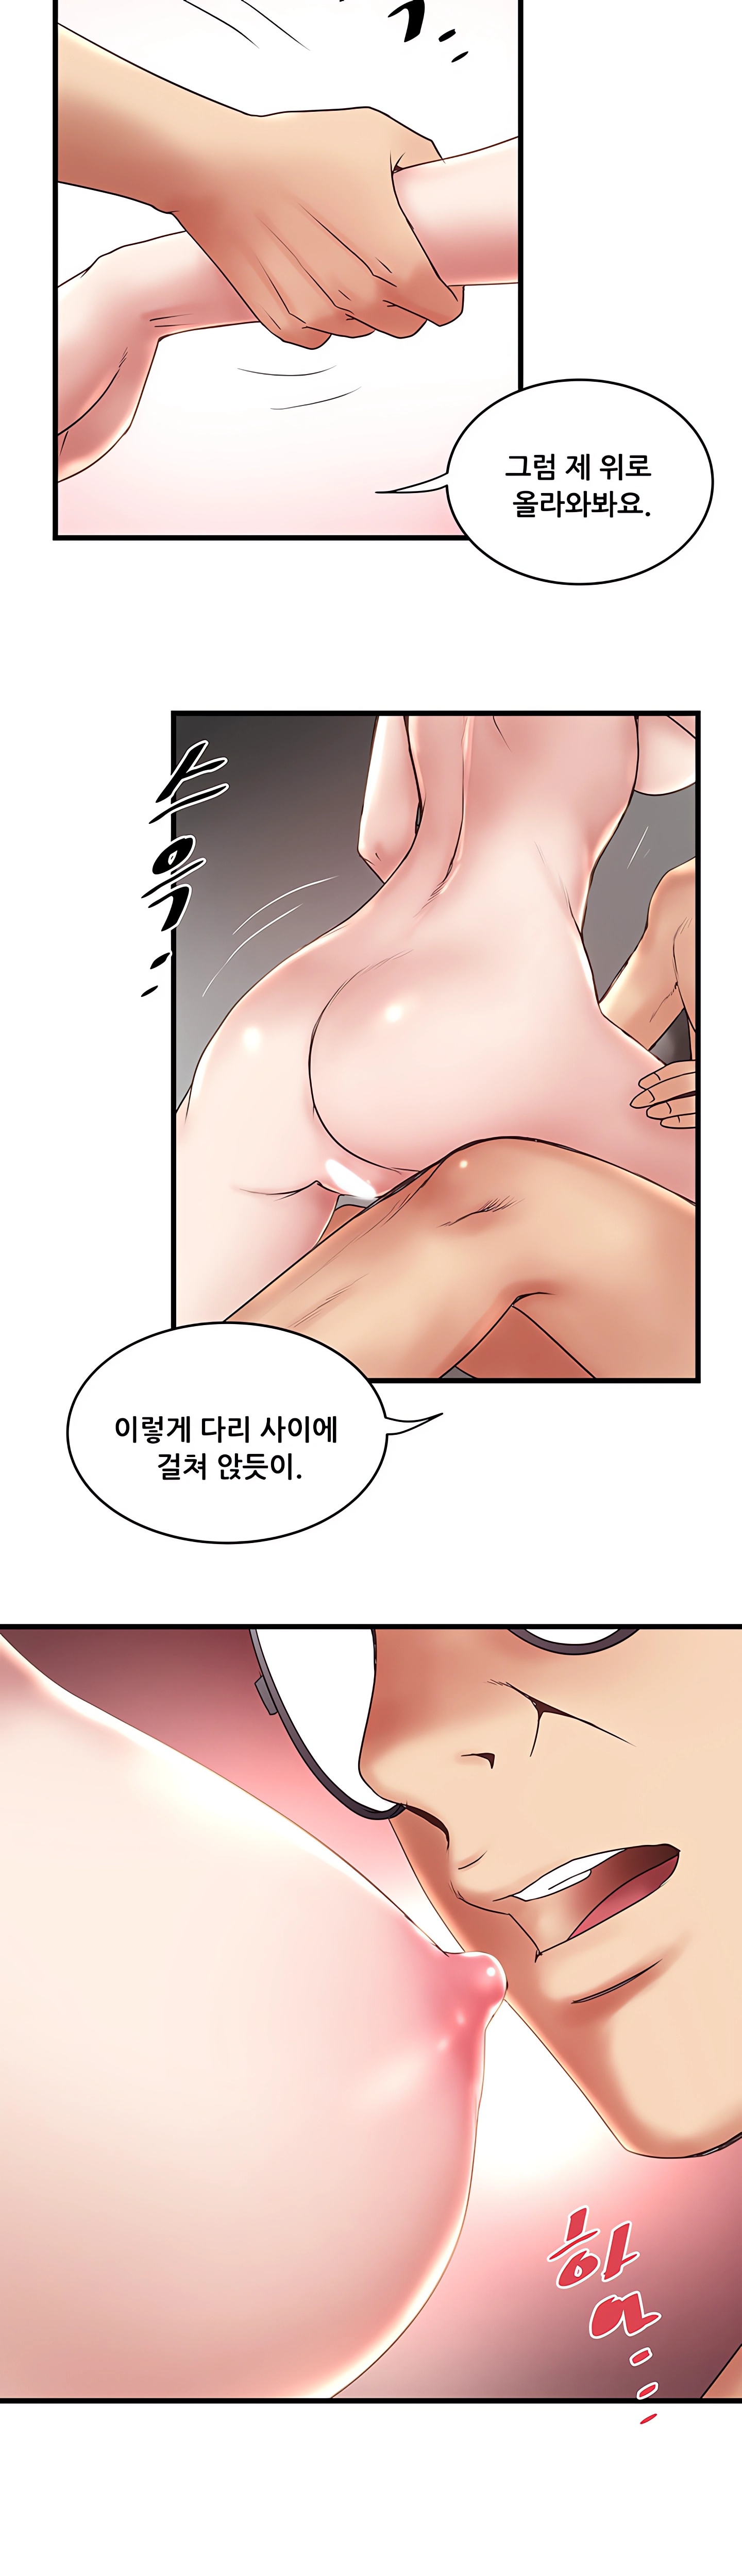 그럼 제 위로
올라와봐요.
스윽
이렇게 다리 사이에
걸쳐 앉듯이.
하아